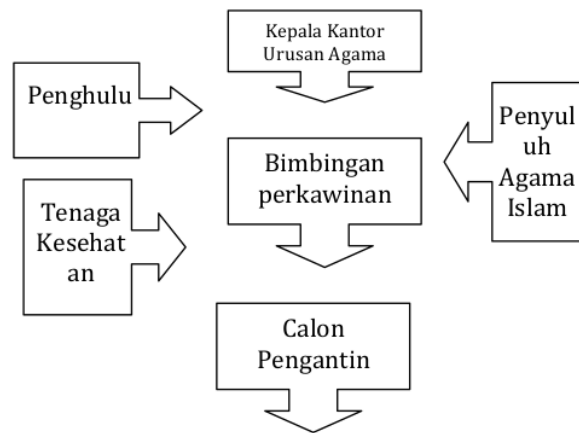 Kepala Kantor
Urusan Agama
Penghulu
Penyul
uh
Agama
Islam
Bimbingan
perkawinan
Tenaga
Kesehat
an
Calon
Pengantin